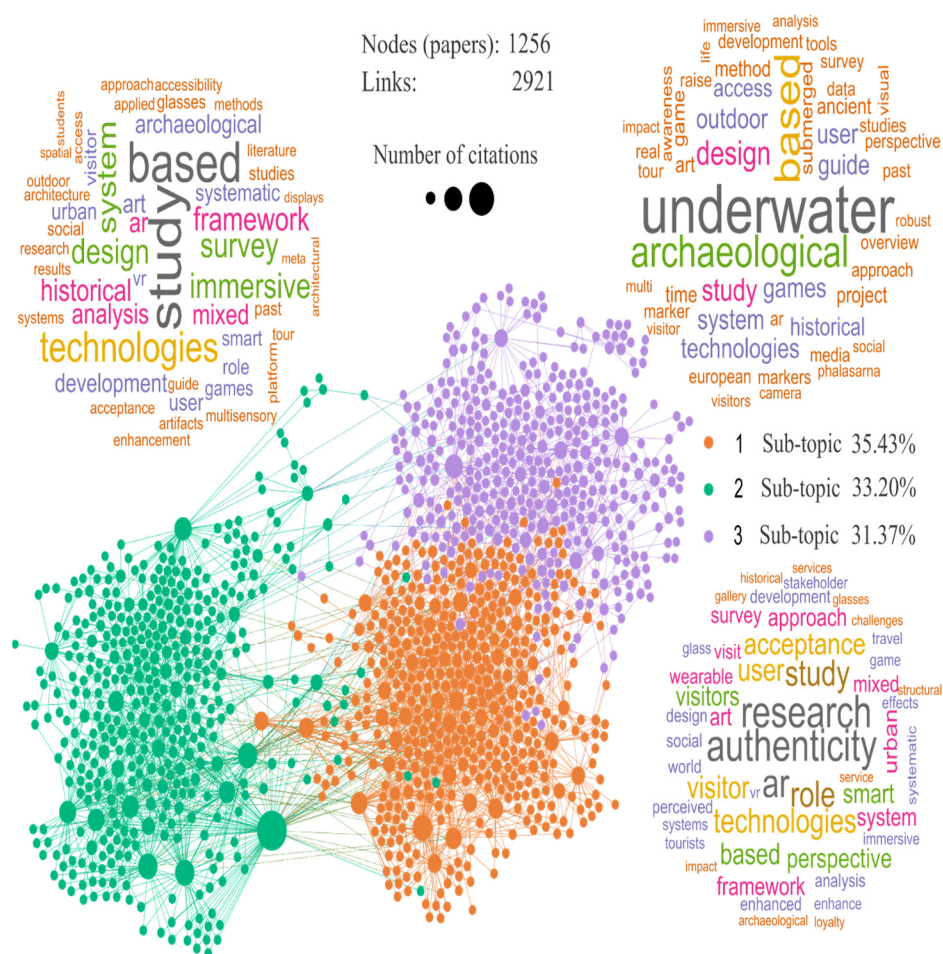 Nodes (papers): 1256
Links: 2921
Number of citations
approach accessibility
applied glasses methods
students
access
visitor
system
archaeological
based
literature
studies
spatial
outdoor
architecture
urban
art
systematic
displays
social
ar
framework
research
design
study
survey
meta
architectural
results
vr
historical
immersive
systems
analysis
mixed
past
technologies
smart
tour
platform
role
development
guide
games
user
acceptance
multisensory
artifacts
enhancement
immersive
analysis
life
development tools
raise
method
based
survey
access
submerged
data
visual
awareness
game
ancient
outdoor
user
studies
impact
perspective
real
design
guide
tour
art
past
underwater
robust
archaeological
overview
approach
multi
time
study
games
project
marker
visitor
system
ar
historical
technologies
media
social
phalasarna
european
markers
camera
visitors
1 Sub-topic 35.43%
2 Sub-topic 33.20%
3 Sub-topic 31.37%
services
historical
stakeholder
gallery
development
glasses
survey
approach
challenges
acceptance
travel
glass
visit
user
study
game
wearable
mixed
structural
visitors
research
effects
design
art
urban
social
authenticity
systematic
world
ar
service
visitor
vr
role
smart
perceived
systems
technologies
system
tourists
immersive
based
perspective
impact
framework
analysis
enhanced
enhance
archaeological
loyalty